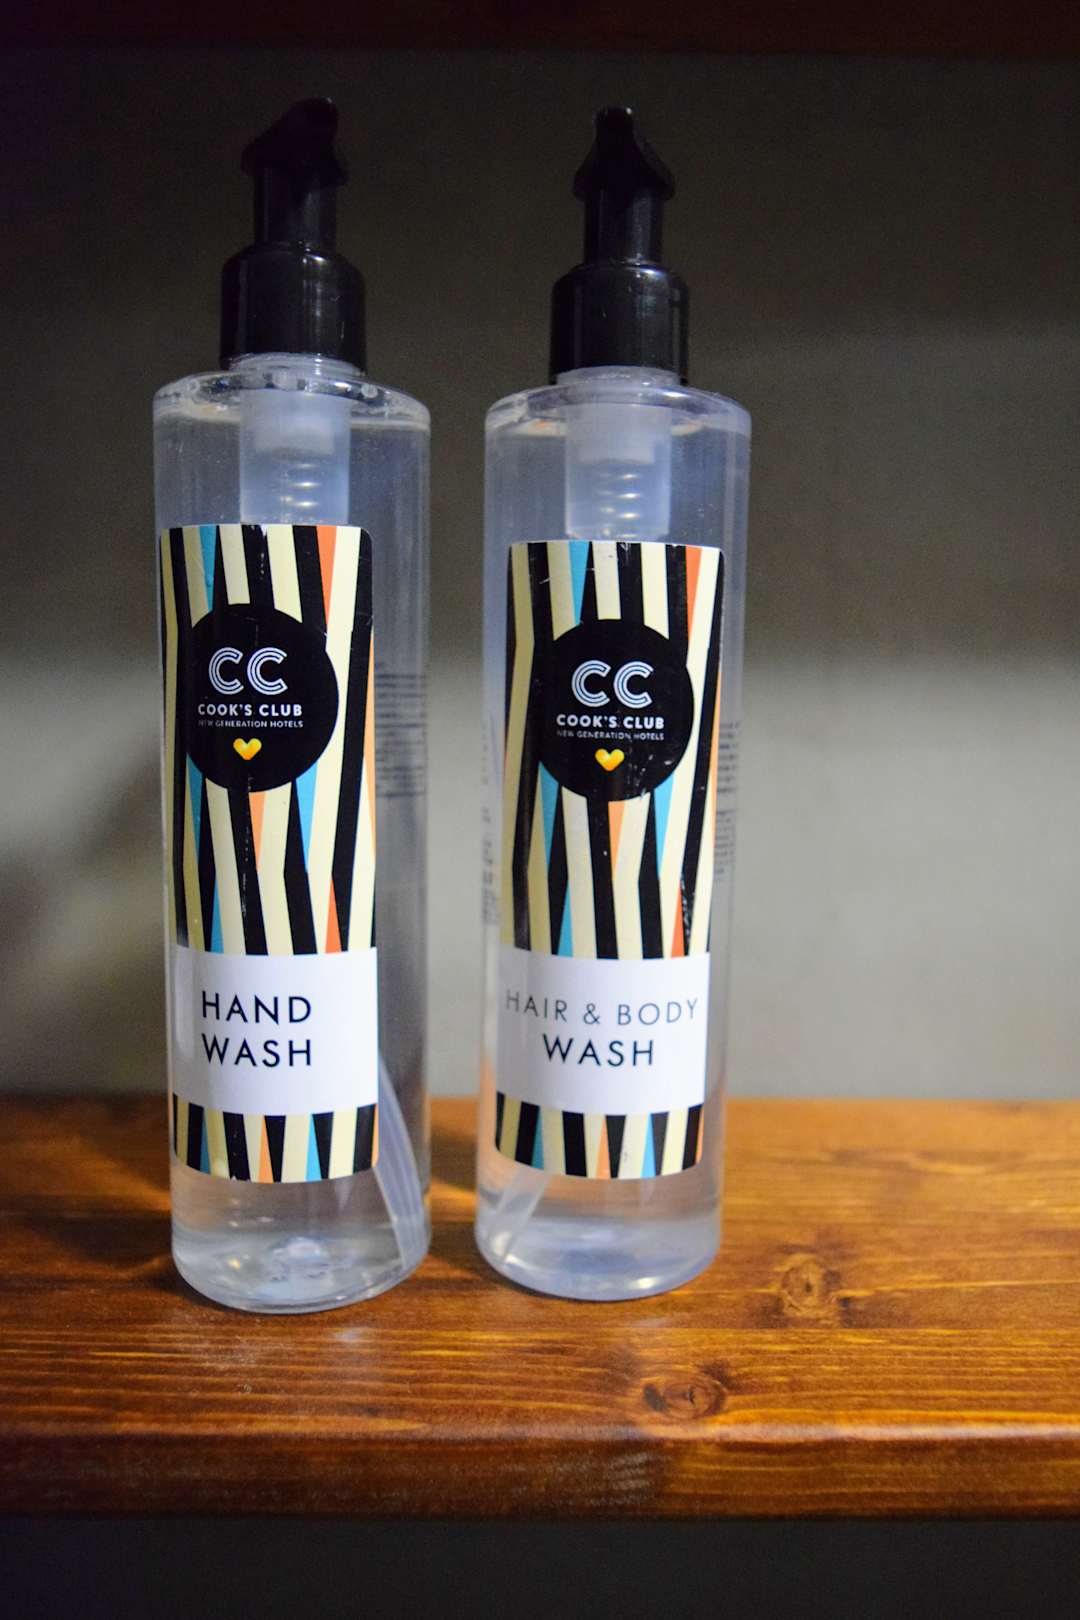 CC
COOK'S CLUB
NEW GENERATION HOTELS
HAND
WASH
CC
COOK'S CLUB
NEW GENERATION HOTELS
HAIR & BODY
WASH